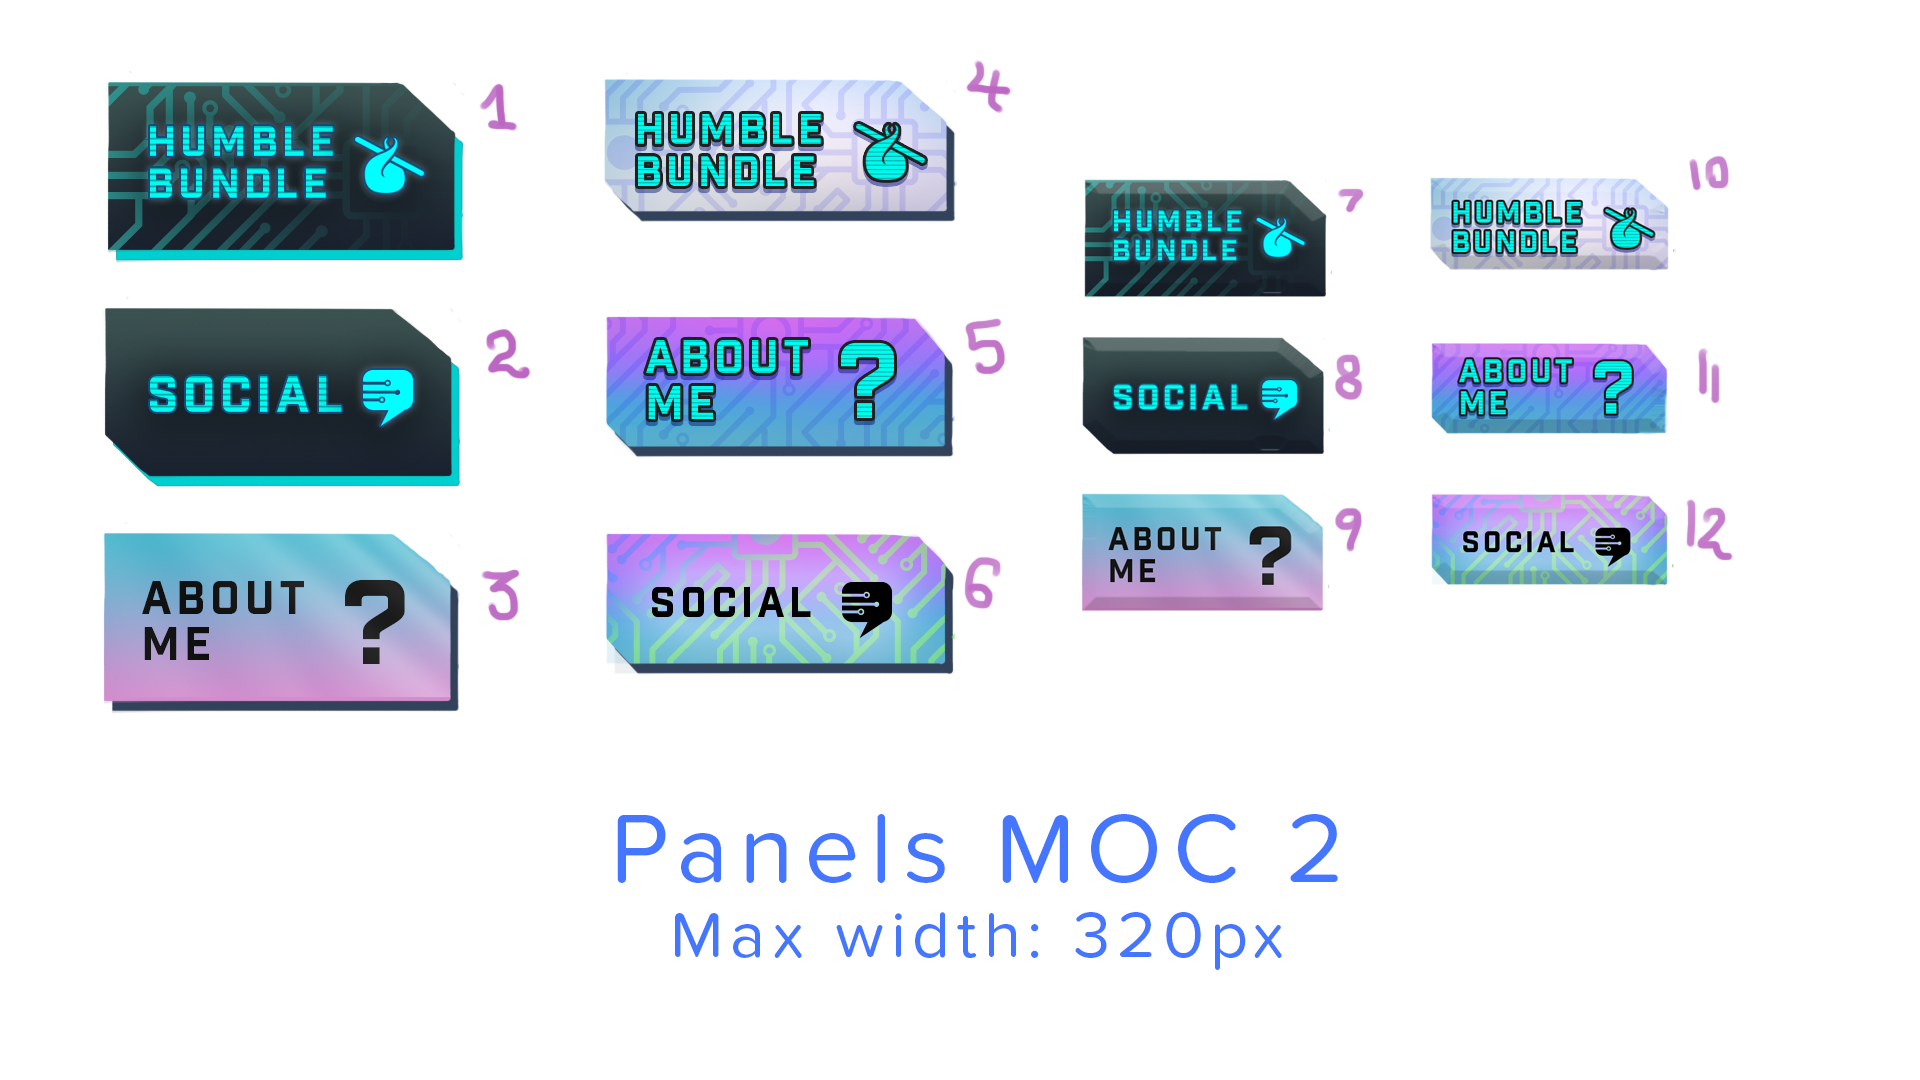 HUMBLE
BUNDLE
1
SOCIAL
2
ABOUT
ME
3
HUMBLE
BUNDLE
4
ABOUT
ME
5
SOCIAL
6
HUMBLE
BUNDLE
7
SOCIAL
8
ABOUT
ME
9
HUMBLE
BUNDLE
10
ABOUT
ME
11
SOCIAL
12
Panels MOC 2
Max width: 320px